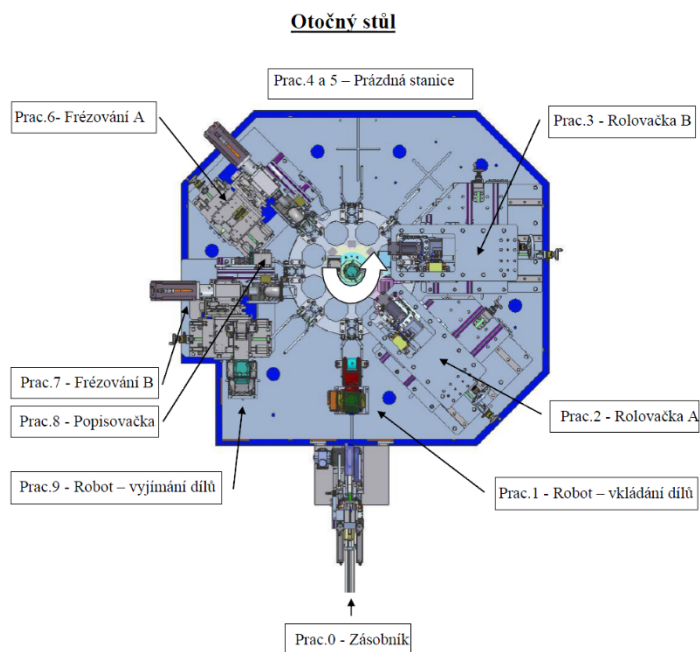 Otočný stůl
Prac.4 a 5 – Prázdná stanice
Prac.6- Frézování A
Prac.3 - Rolovačka B
Prac.7 - Frézování B
Prac.8 - Popisovačka
Prac.2 - Rolovačka A
Prac.9 - Robot – vyjímání dílů
Prac.1 - Robot – vkládání dílů
Prac.0 - Zásobník